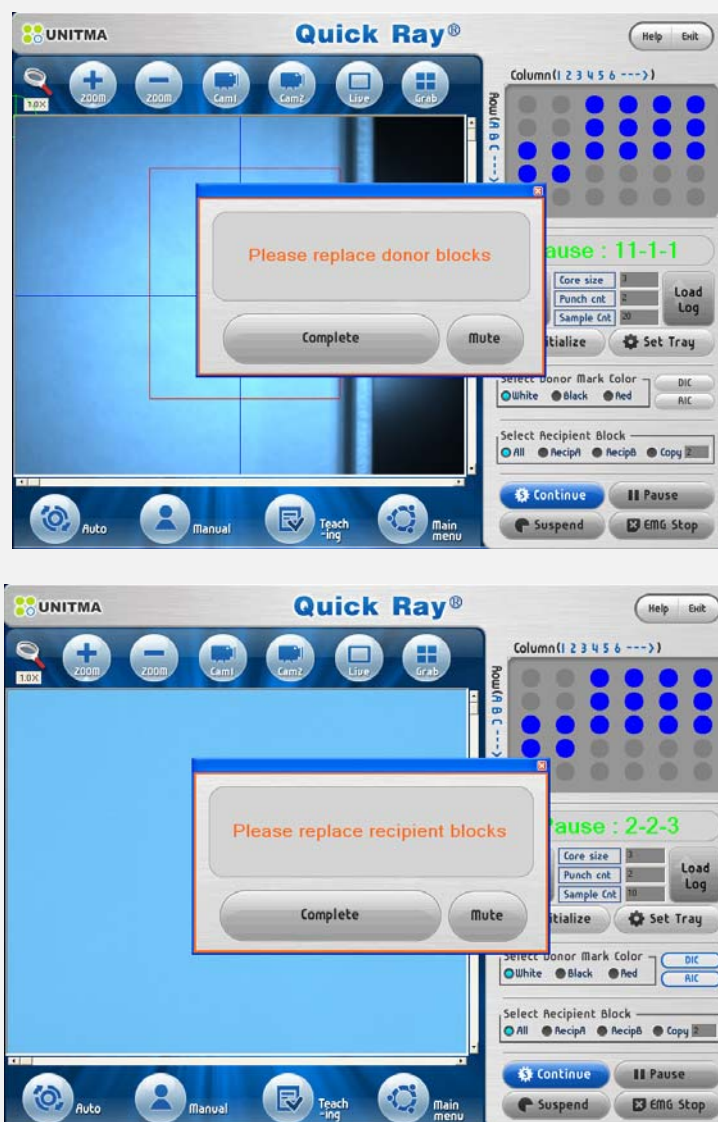 UNITMA
Quick Ray®
Help Exit
1.0X
ZOOM
ZOOM
Cam1
Cam2
Live
Grab
Column(1 2 3 4 5 6 --->)
Row(A B C --->
Please replace donor blocks
Complete
Mute
ause : 11-1-1
Core size 3
Punch cnt 2
Sample Cnt 20
Load
Log
itialize
Set Tray
Select Donor Mark Color
White Black Red
DIC
RIC
Select Recipient Block
All RecipA RecipB Copy 2
Continue
Pause
Suspend
EMG Stop
Auto
Manual
Teach
-ing
Main
menu
UNITMA
Quick Ray®
Help Exit
1.0X
ZOOM
ZOOM
Cam1
Cam2
Live
Grab
Column(1 2 3 4 5 6 --->)
Row(A B C --->
Please replace recipient blocks
Complete
Mute
ause : 2-2-3
Core size 3
Punch cnt 2
Sample Cnt 10
Load
Log
itialize
Set Tray
Select Donor Mark Color
White Black Red
DIC
RIC
Select Recipient Block
All RecipA RecipB Copy 2
Continue
Pause
Suspend
EMG Stop
Auto
Manual
Teach
-ing
Main
menu